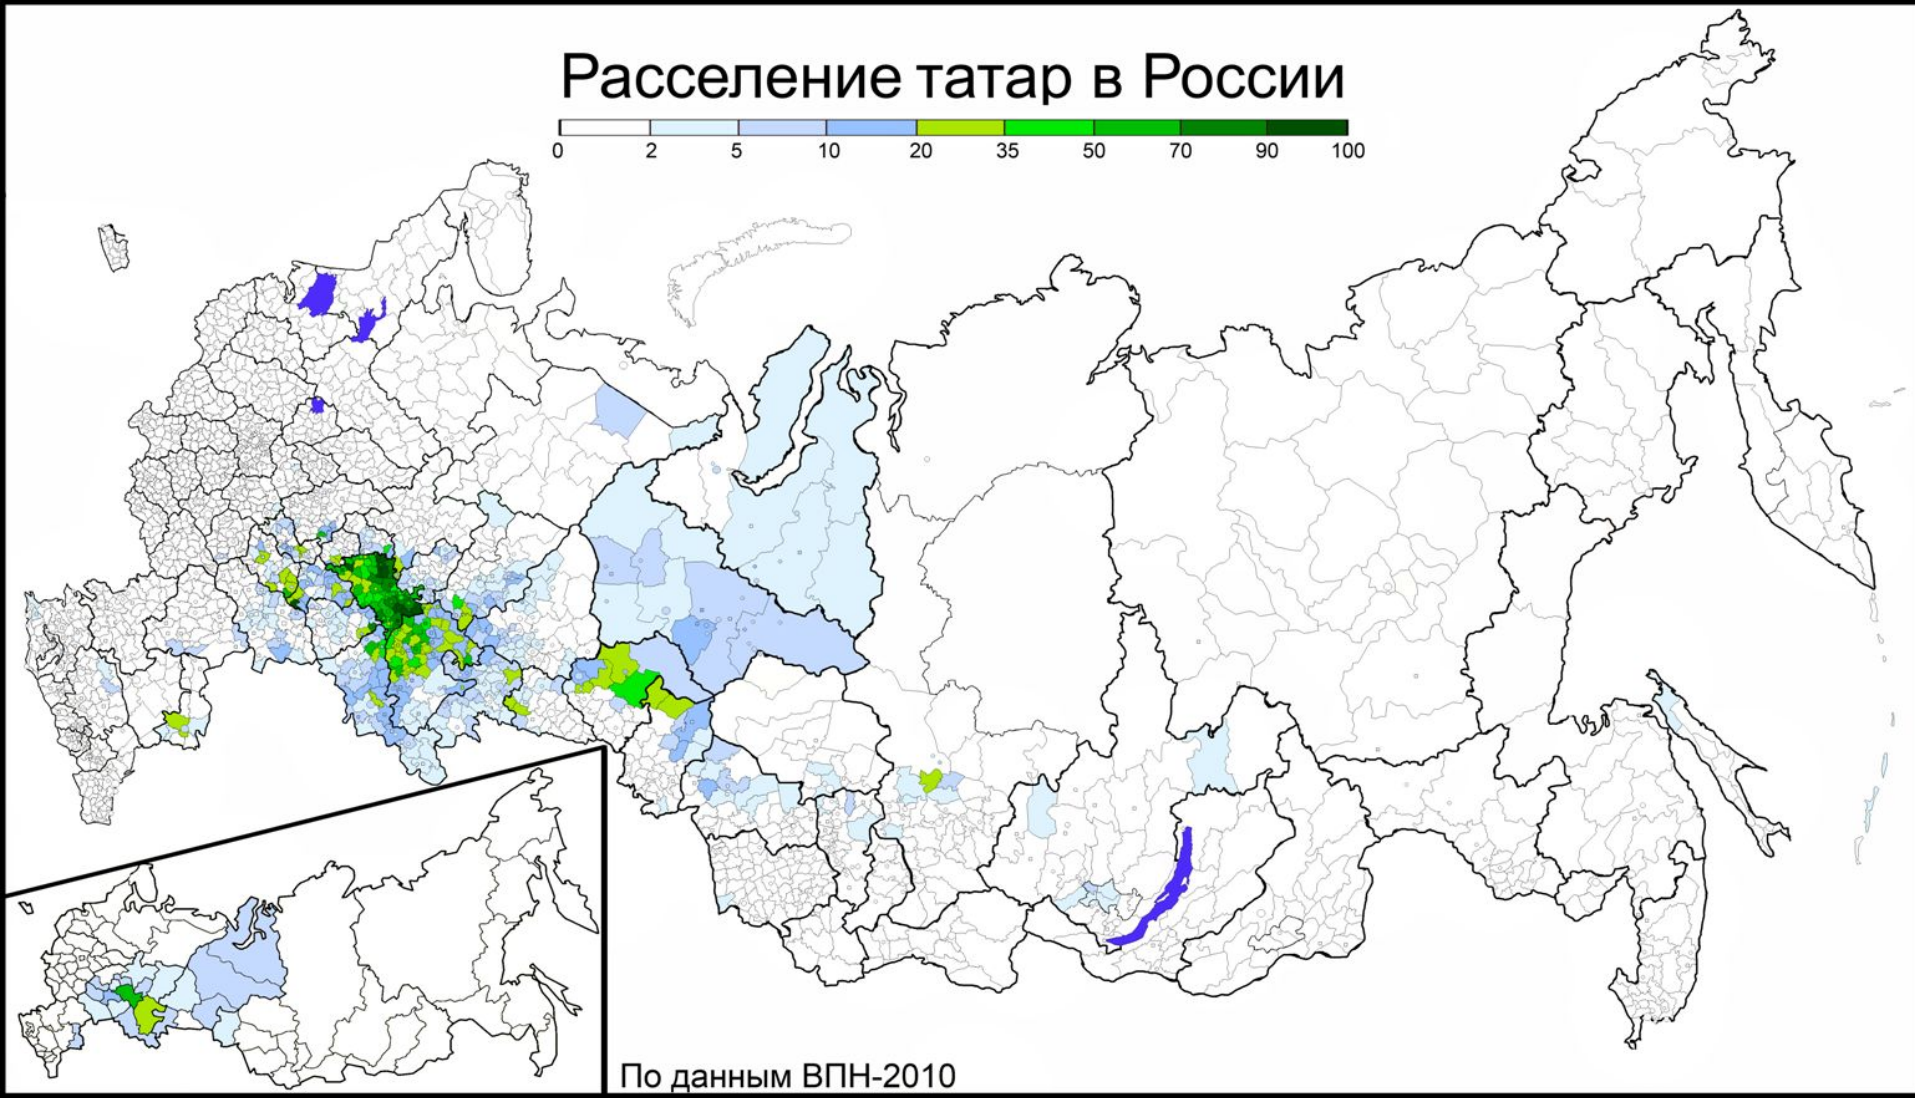 Расселение татар в России
0 2 5 10 20 35 50 70 90 100
По данным ВПН-2010